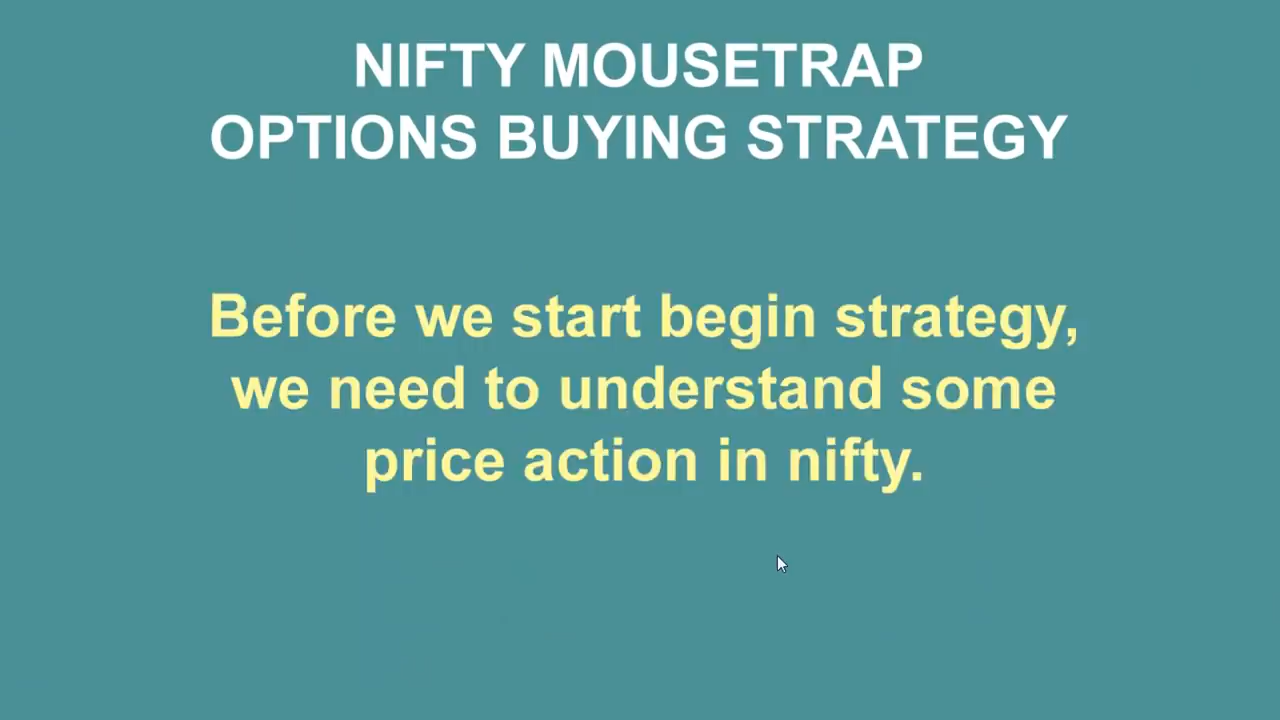 NIFTY MOUSETRAP
OPTIONS BUYING STRATEGY
Before we start begin strategy,
we need to understand some
price action in nifty.